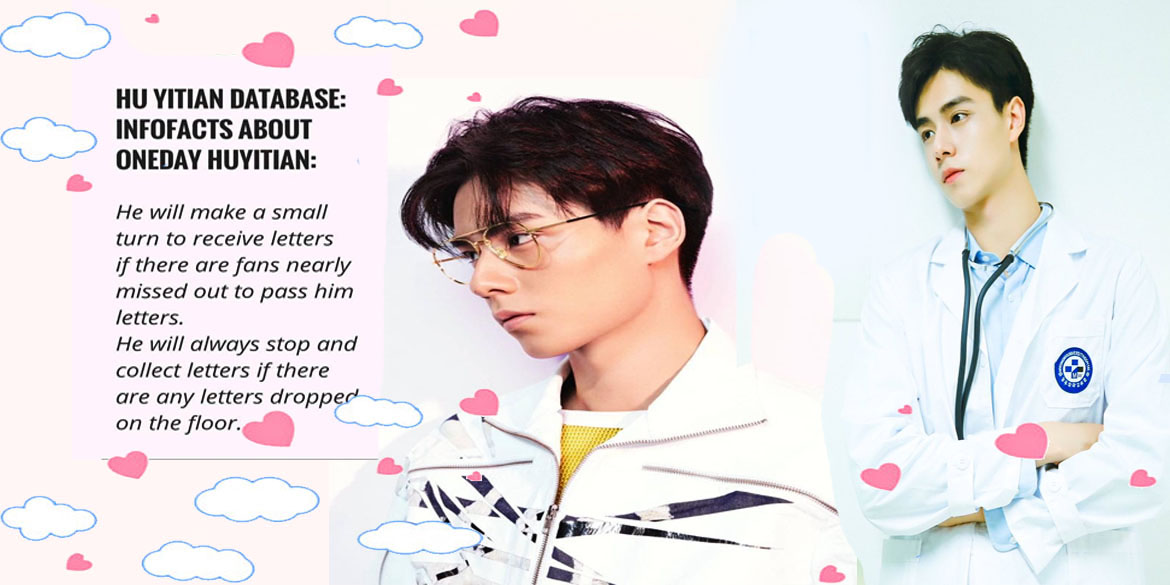 HU YITIAN DATABASE:
INFOFACTS ABOUT
ONEDAY HUYITIAN:
He will make a small
turn to receive letters
if there are fans nearly
missed out to pass him
letters.
He will always stop and
collect letters if there
are any letters dropped
on the floor.